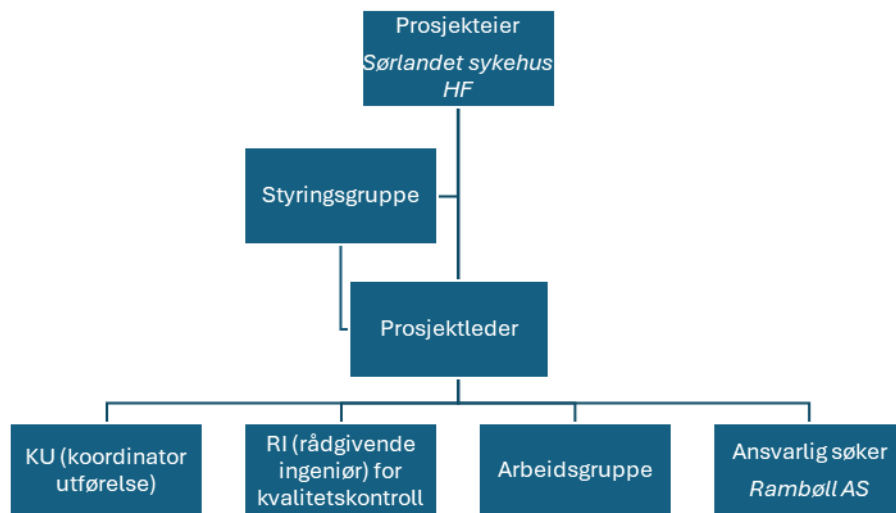 Prosjekteier
Sørlandet sykehus
HF
Styringsgruppe
Prosjektleder
KU (koordinator
utførelse)
RI (rådgivende
ingeniør) for
kvalitetskontroll
Arbeidsgruppe
Ansvarlig søker
Rambøll AS